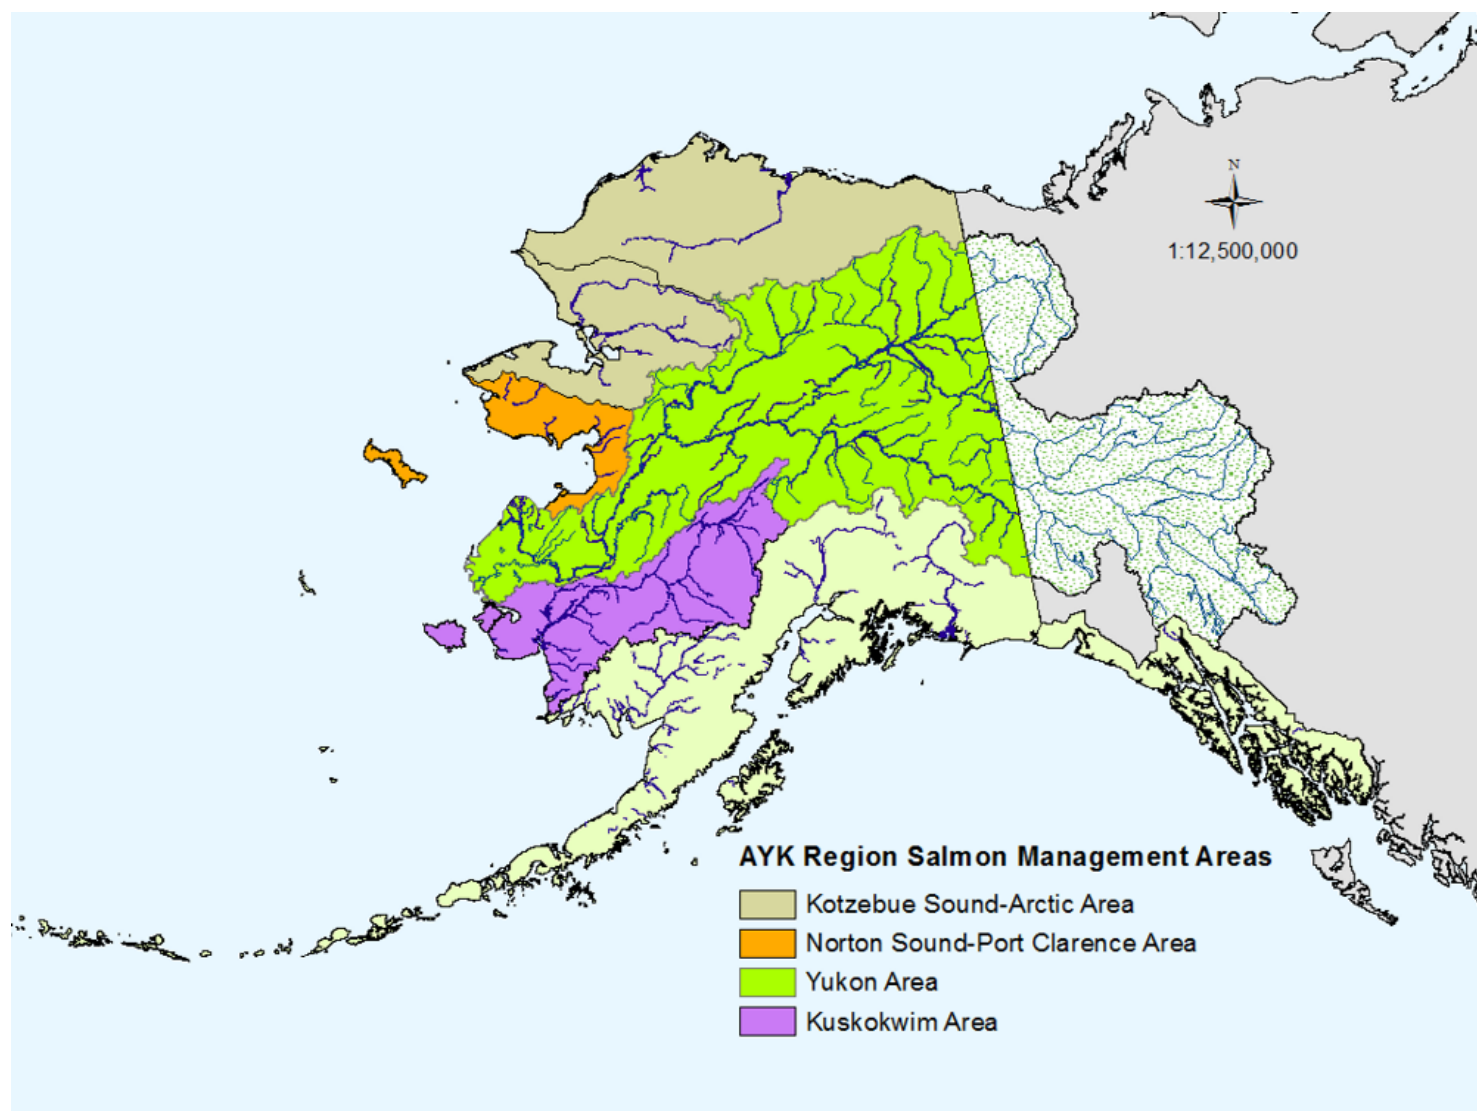 N
1:12,500,000
AYK Region Salmon Management Areas
Kotzebue Sound-Arctic Area
Norton Sound-Port Clarence Area
Yukon Area
Kuskokwim Area